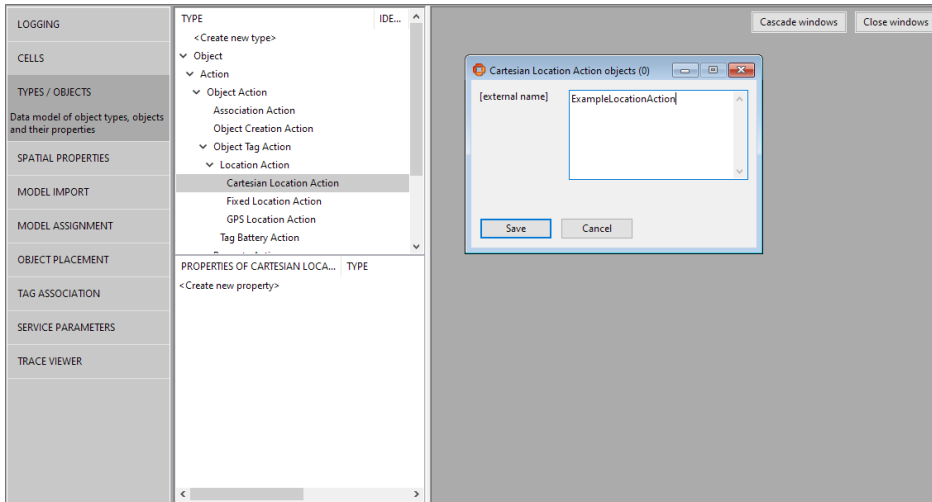 LOGGING
CELLS
TYPES / OBJECTS
Data model of object types, objects
and their properties
SPATIAL PROPERTIES
MODEL IMPORT
MODEL ASSIGNMENT
OBJECT PLACEMENT
TAG ASSOCIATION
SERVICE PARAMETERS
TRACE VIEWER
TYPE IDE...
<Create new type>
Object
Action
Object Action
Association Action
Object Creation Action
Object Tag Action
Location Action
Cartesian Location Action
Fixed Location Action
GPS Location Action
Tag Battery Action
PROPERTIES OF CARTESIAN LOCA... TYPE
<Create new property>
Cascade windows Close windows
Cartesian Location Action objects (0)
[external name] ExampleLocationAction
Save Cancel